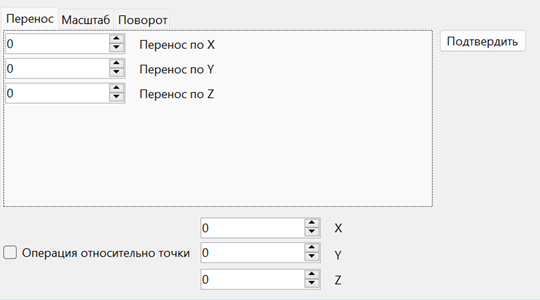 Перенос Масштаб Поворот
0 Перенос по X Подтвердить
0 Перенос по Y
0 Перенос по Z
0 X
Операция относительно точки 0 Y
0 Z